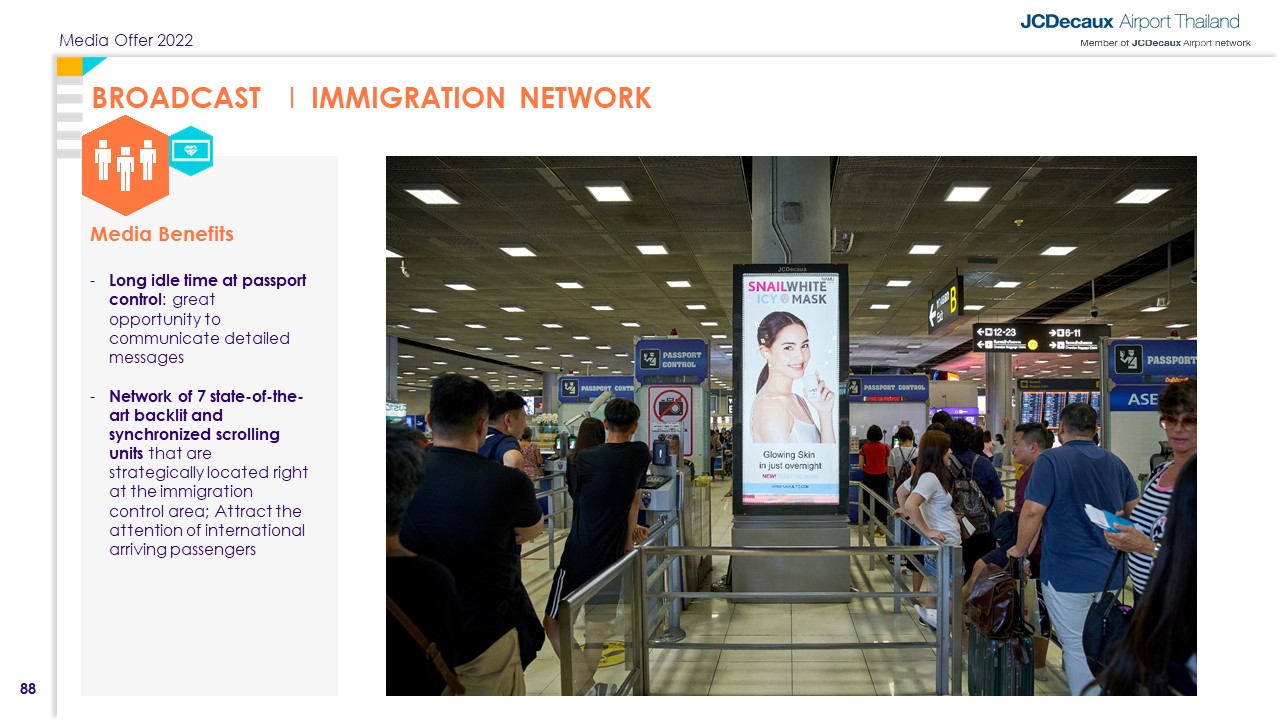 Media Offer 2022
JCDecaux Airport Thailand
Member of JCDecaux Airport network
BROADCAST | IMMIGRATION NETWORK
Media Benefits
- Long idle time at passport
control: great
opportunity to
communicate detailed
messages
- Network of 7 state-of-the-
art backlit and
synchronized scrolling
units that are
strategically located right
at the immigration
control area; Attract the
attention of international
arriving passengers
88
JCDecaux
NAMU
SNAILWHITE
ICY MASK
Glowing Skin
in just overnight
NEW!
PASSPORT
CONTROL
PASSPORT CONTROL
Exit
B
12-23
6-11
PASSPORT
ASE